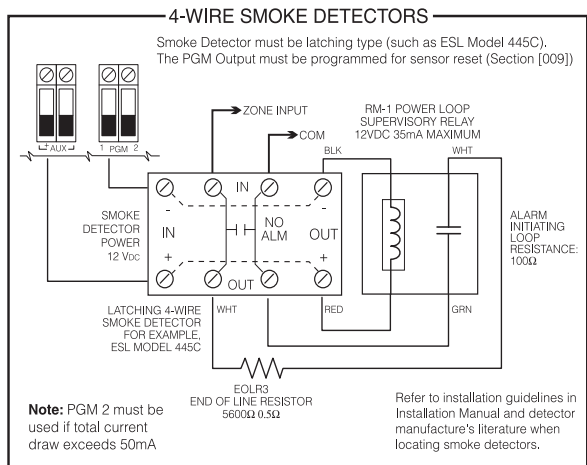 4-WIRE SMOKE DETECTORS
Smoke Detector must be latching type (such as ESL Model 445C).
The PGM Output must be programmed for sensor reset (Section [009])
+ AUX -
1 PGM 2
ZONE INPUT
COM
RM-1 POWER LOOP
SUPERVISORY RELAY
12VDC 35mA MAXIMUM
BLK
WHT
SMOKE
DETECTOR
POWER
12 VDC
-
IN
+
IN
NO
ALM
OUT
-
OUT
+
ALARM
INITIATING
LOOP
RESISTANCE:
100Ω
LATCHING 4-WIRE
SMOKE DETECTOR
FOR EXAMPLE,
ESL MODEL 445C
WHT
RED
GRN
EOLR3
END OF LINE RESISTOR
5600Ω 0.5Ω
Note: PGM 2 must be
used if total current
draw exceeds 50mA
Refer to installation guidelines in
Installation Manual and detector
manufacture's literature when
locating smoke detectors.